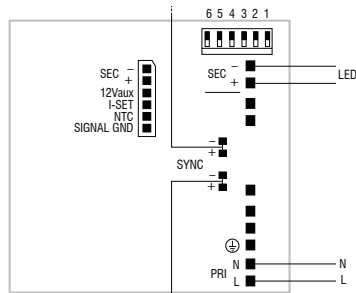 6 5 4 3 2 1
SEC – +
12Vaux
I-SET
NTC
SIGNAL GND
SEC – +
LED
– +
SYNC
– +
PRI N L
N
L